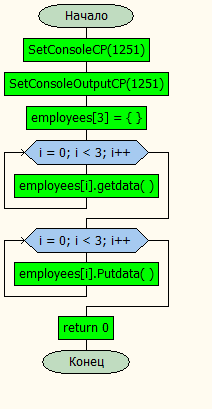 Начало
SetConsoleCP(1251)
SetConsoleOutputCP(1251)
employees[3] = { }
i = 0; i < 3; i++
employees[i].getdata( )
i = 0; i < 3; i++
employees[i].Putdata( )
return 0
Конец